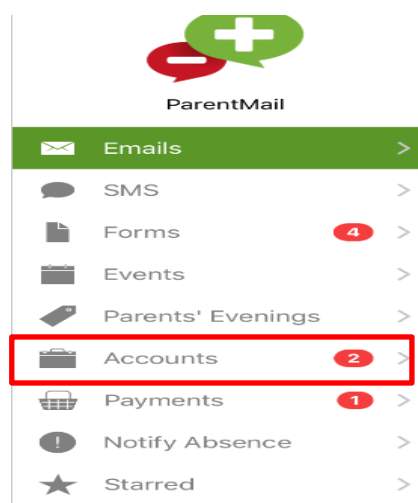 ParentMail
Emails >
SMS >
Forms 4 >
Events >
Parents' Evenings >
Accounts 2 >
Payments 1 >
Notify Absence >
Starred >